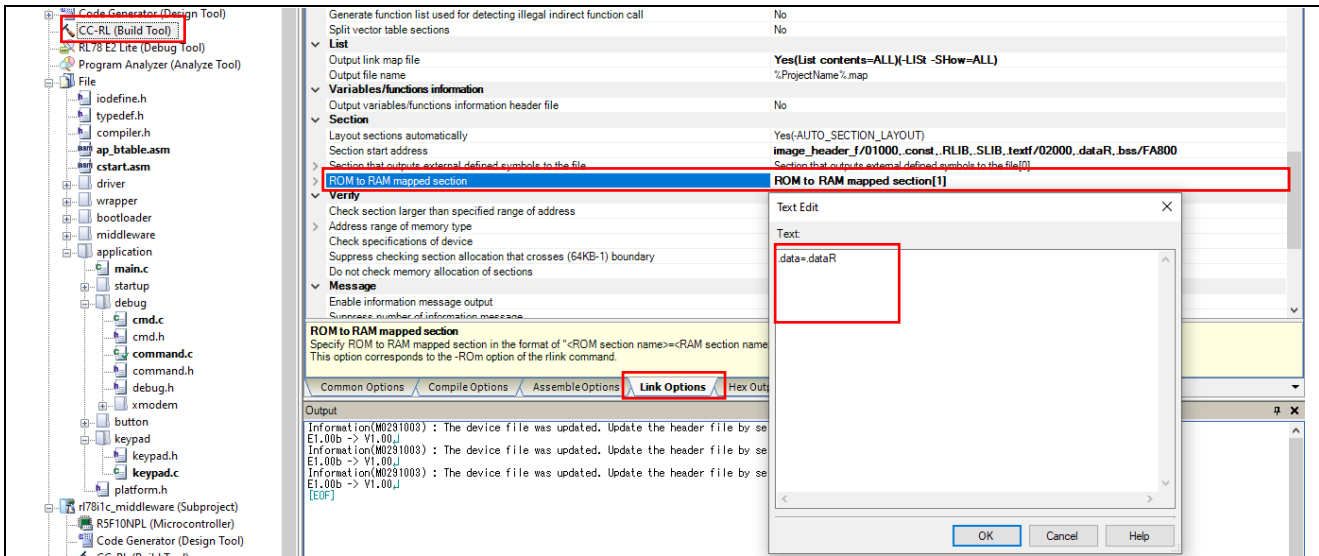 Code Generator (Design Tool)
CC-RL (Build Tool)
RL78 E2 Lite (Debug Tool)
Program Analyzer (Analyze Tool)
File
iodefine.h
typedef.h
compiler.h
ap_btable.asm
cstart.asm
driver
wrapper
bootloader
middleware
application
main.c
startup
debug
cmd.c
cmd.h
command.c
command.h
debug.h
xmodem
button
keypad
keypad.h
keypad.c
platform.h
rl78i1c_middleware (Subproject)
R5F10NPL (Microcontroller)
Code Generator (Design Tool)
CC-RL (Build Tool)
Generate function list used for detecting illegal indirect function call No
Split vector table sections No
List
Output link map file Yes(List contents=ALL)(-LISt -SHow=ALL)
Output file name %ProjectName%.map
Variables/functions information
Output variables/functions information header file No
Section
Layout sections automatically Yes(-AUTO_SECTION_LAYOUT)
Section start address image_header_f/01000,.const,.RLIB,.SLIB,.textf/02000,.dataR,.bss/FA800
Section that outputs external defined symbols to the file Section that outputs external defined symbols to the file[0]
ROM to RAM mapped section ROM to RAM mapped section[1]
Verify
Check section larger than specified range of address
Address range of memory type
Check specifications of device
Suppress checking section allocation that crosses (64KB-1) boundary
Do not check memory allocation of sections
Message
Enable information message output
Suppress number of information message
ROM to RAM mapped section
Specify ROM to RAM mapped section in the format of "<ROM section name>=<RAM section name
This option corresponds to the -ROm option of the rlink command.
Common Options Compile Options Assemble Options Link Options Hex Outp
Output
Information(M0291003) : The device file was updated. Update the header file by se
E1.00b -> V1.00,
Information(M0291003) : The device file was updated. Update the header file by se
E1.00b -> V1.00,
Information(M0291003) : The device file was updated. Update the header file by se
E1.00b -> V1.00,
[EOF]
Text Edit
Text:
.data=.dataR
OK Cancel Help